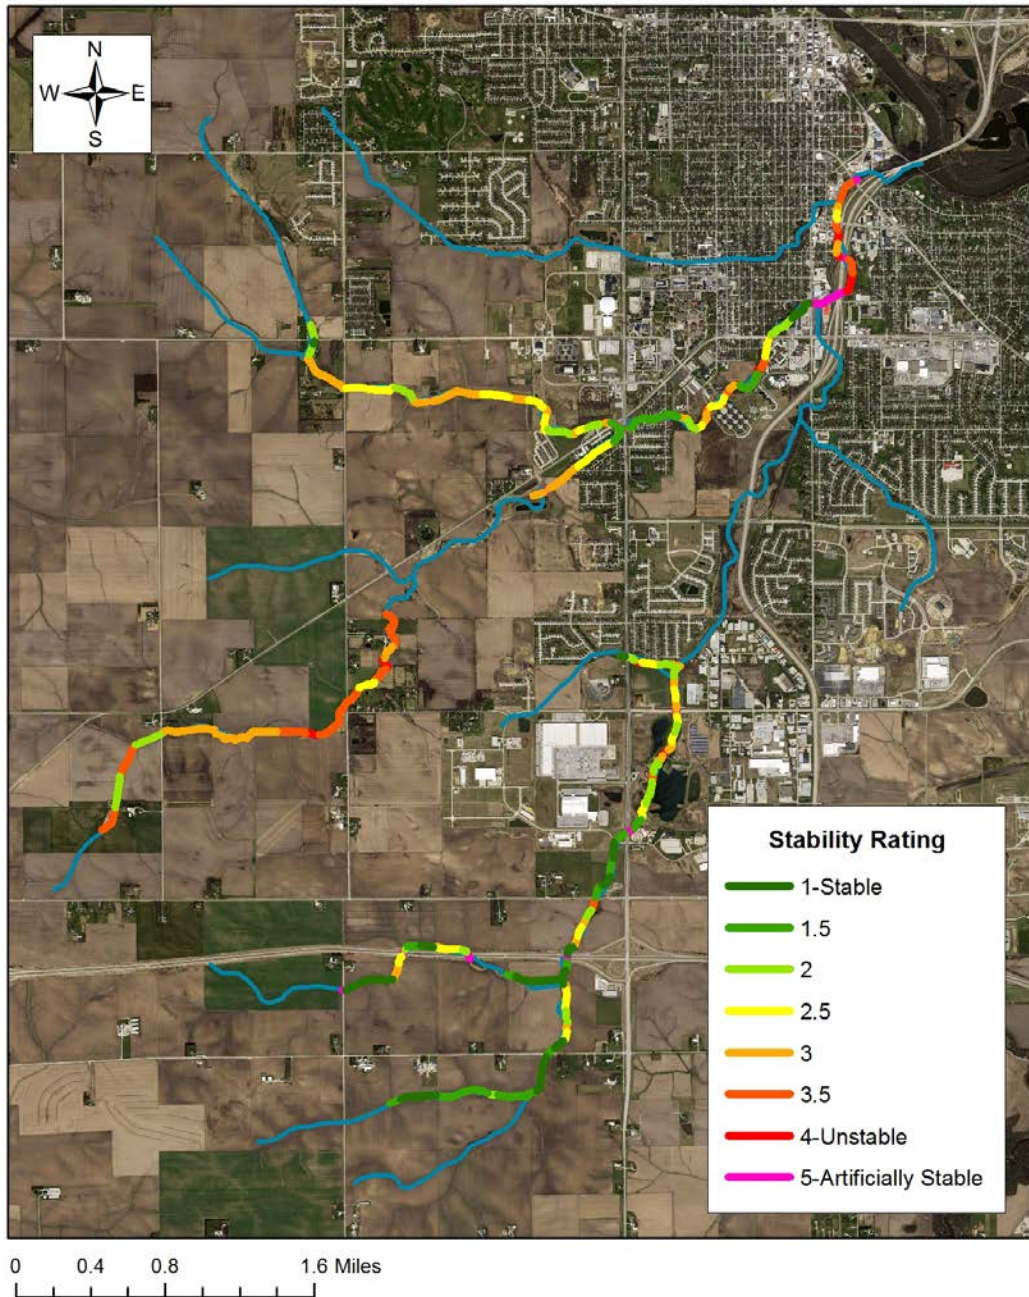 N
W E
S
Stability Rating
1-Stable
1.5
2
2.5
3
3.5
4-Unstable
5-Artificially Stable
0 0.4 0.8 1.6 Miles